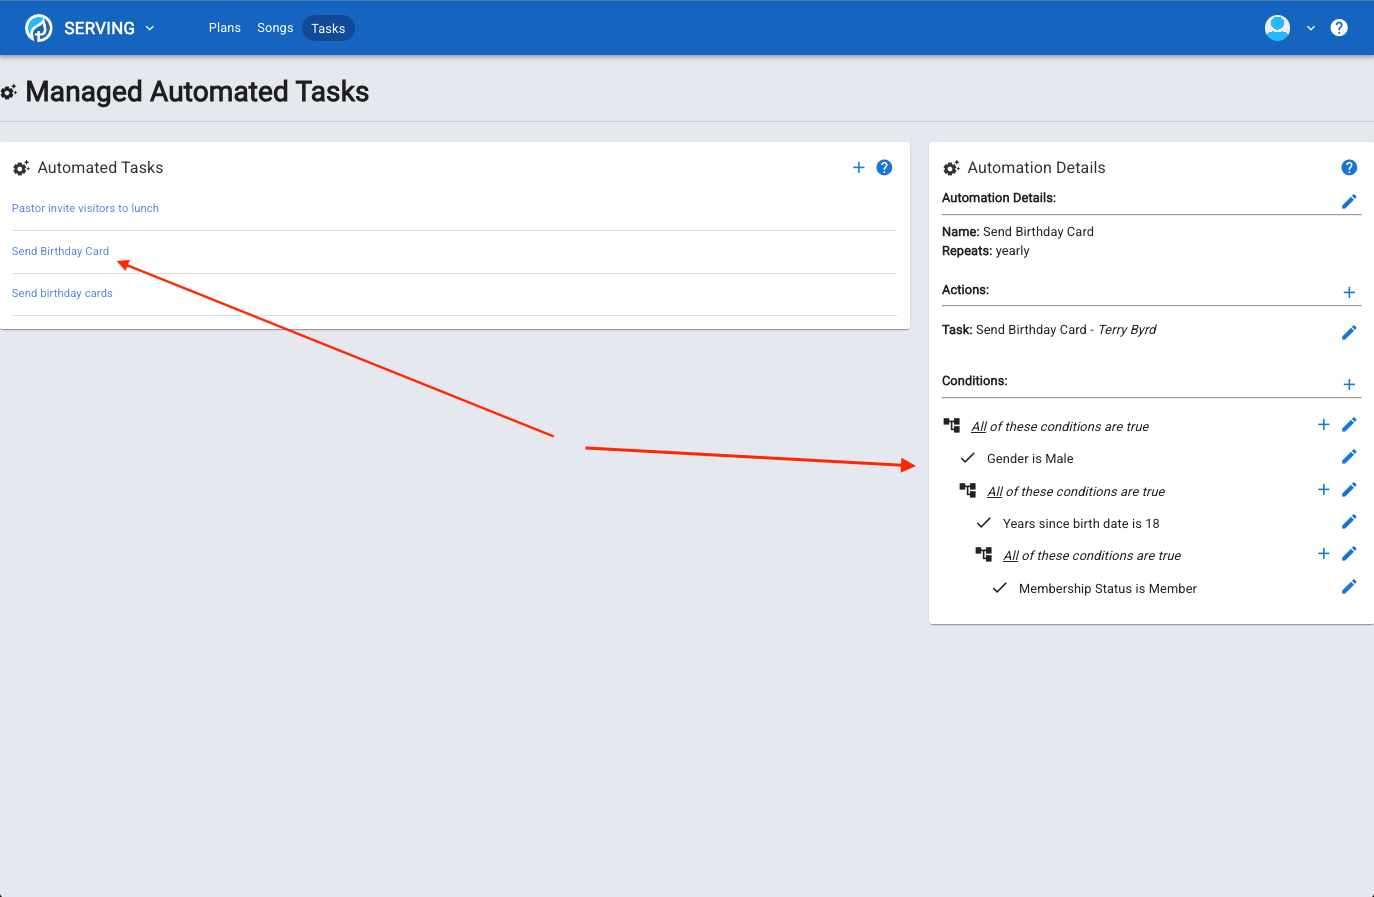 SERVING
Plans
Songs
Tasks
Managed Automated Tasks
Automated Tasks
Pastor invite visitors to lunch
Send Birthday Card
Send birthday cards
Automation Details
Automation Details:
Name: Send Birthday Card
Repeats: yearly
Actions:
Task: Send Birthday Card - Terry Byrd
Conditions:
All of these conditions are true
Gender is Male
All of these conditions are true
Years since birth date is 18
All of these conditions are true
Membership Status is Member